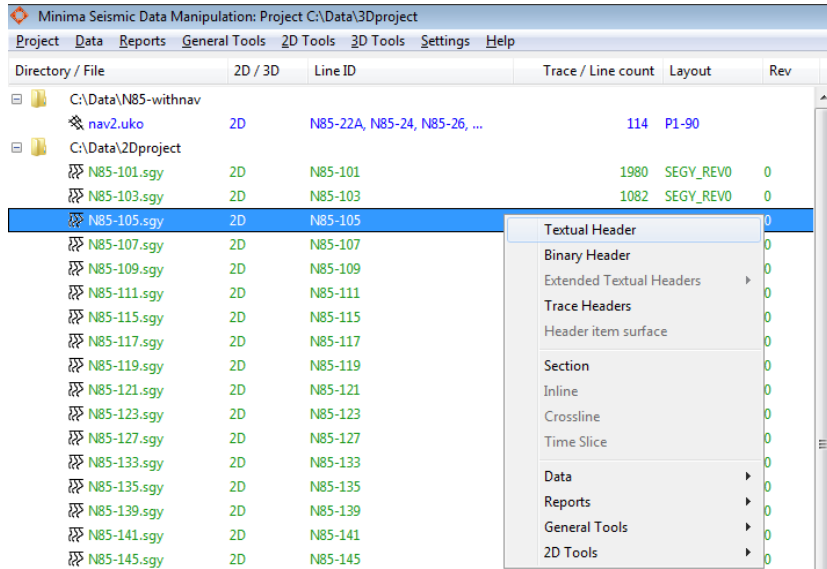 Minima Seismic Data Manipulation: Project C:\Data\3Dproject
Project Data Reports General Tools 2D Tools 3D Tools Settings Help
Directory / File 2D / 3D Line ID Trace / Line count Layout Rev
C:\Data\N85-withnav
nav2.uko 2D N85-22A, N85-24, N85-26, ... 114 P1-90
C:\Data\2Dproject
N85-101.sgy 2D N85-101 1980 SEGY_REV0 0
N85-103.sgy 2D N85-103 1082 SEGY_REV0 0
N85-105.sgy 2D N85-105 0
Textual Header
N85-107.sgy 2D N85-107 0
Binary Header
N85-109.sgy 2D N85-109 0
Extended Textual Headers
N85-111.sgy 2D N85-111 0
Trace Headers
N85-115.sgy 2D N85-115 0
Header item surface
N85-117.sgy 2D N85-117 0
N85-119.sgy 2D N85-119 0
Section
N85-121.sgy 2D N85-121 0
Inline
N85-123.sgy 2D N85-123 0
Crossline
N85-127.sgy 2D N85-127 0
Time Slice
N85-133.sgy 2D N85-133 0
Data
N85-135.sgy 2D N85-135 0
Reports
N85-139.sgy 2D N85-139 0
General Tools
N85-141.sgy 2D N85-141 0
2D Tools
N85-145.sgy 2D N85-145 0